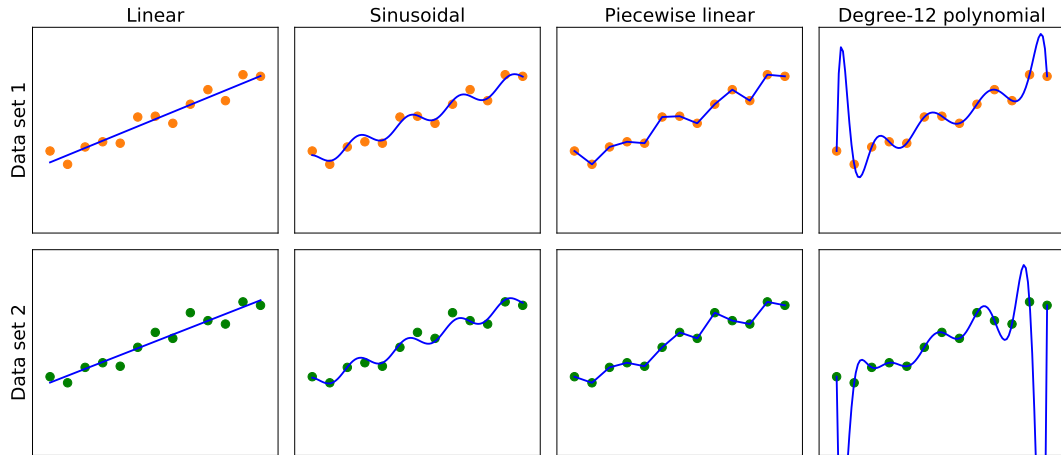 Linear
Sinusoidal
Piecewise linear
Degree-12 polynomial
Data set 1
Data set 2